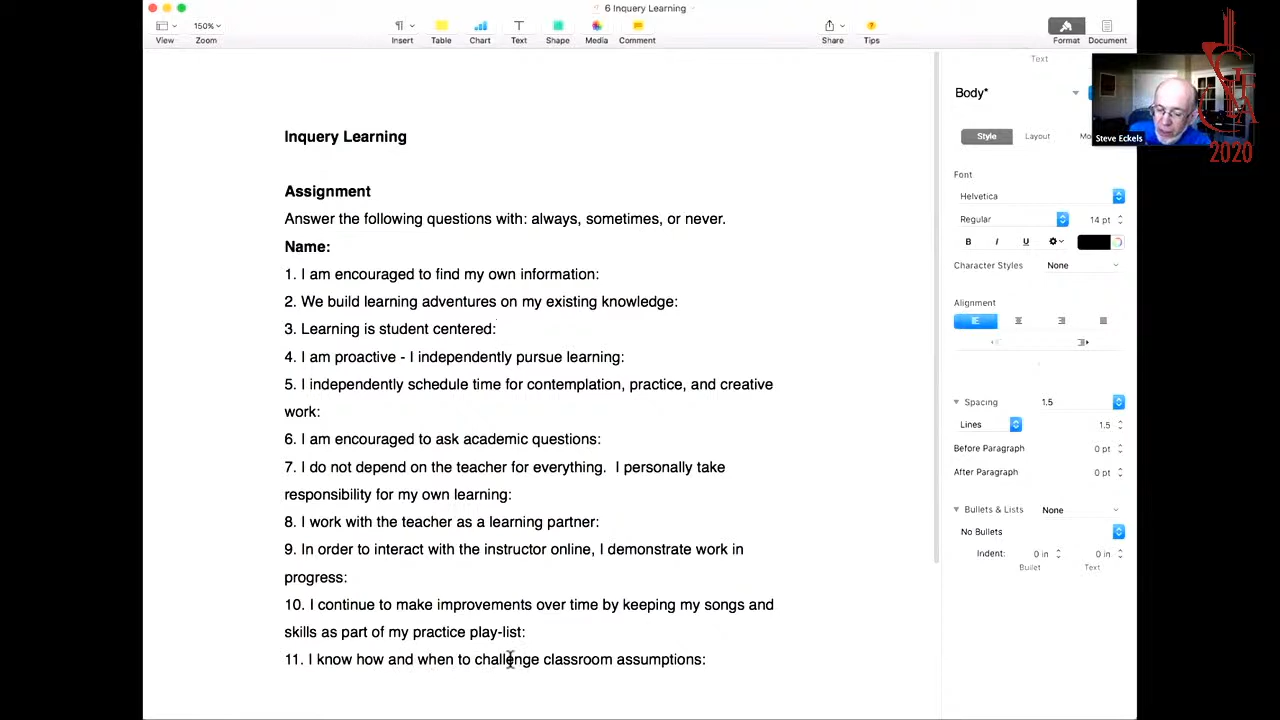 6 Inquery Learning
150%
View
Zoom
Insert
Table
Chart
Text
Shape
Media
Comment
Share
Tips
Format
Document
Inquery Learning
Assignment
Answer the following questions with: always, sometimes, or never.
Name:
1. I am encouraged to find my own information:
2. We build learning adventures on my existing knowledge:
3. Learning is student centered:
4. I am proactive - I independently pursue learning:
5. I independently schedule time for contemplation, practice, and creative
work:
6. I am encouraged to ask academic questions:
7. I do not depend on the teacher for everything.  I personally take
responsibility for my own learning:
8. I work with the teacher as a learning partner:
9. In order to interact with the instructor online, I demonstrate work in
progress:
10. I continue to make improvements over time by keeping my songs and
skills as part of my practice play-list:
11. I know how and when to challenge classroom assumptions:
Text
Body*
Style
Layout
Mo
Font
Helvetica
Regular
14 pt
B I U
Character Styles
None
Alignment
Spacing
1.5
Lines
1.5
Before Paragraph
0 pt
After Paragraph
0 pt
Bullets & Lists
None
No Bullets
Indent:
0 in
0 in
Bullet
Text
Steve Eckels
2020